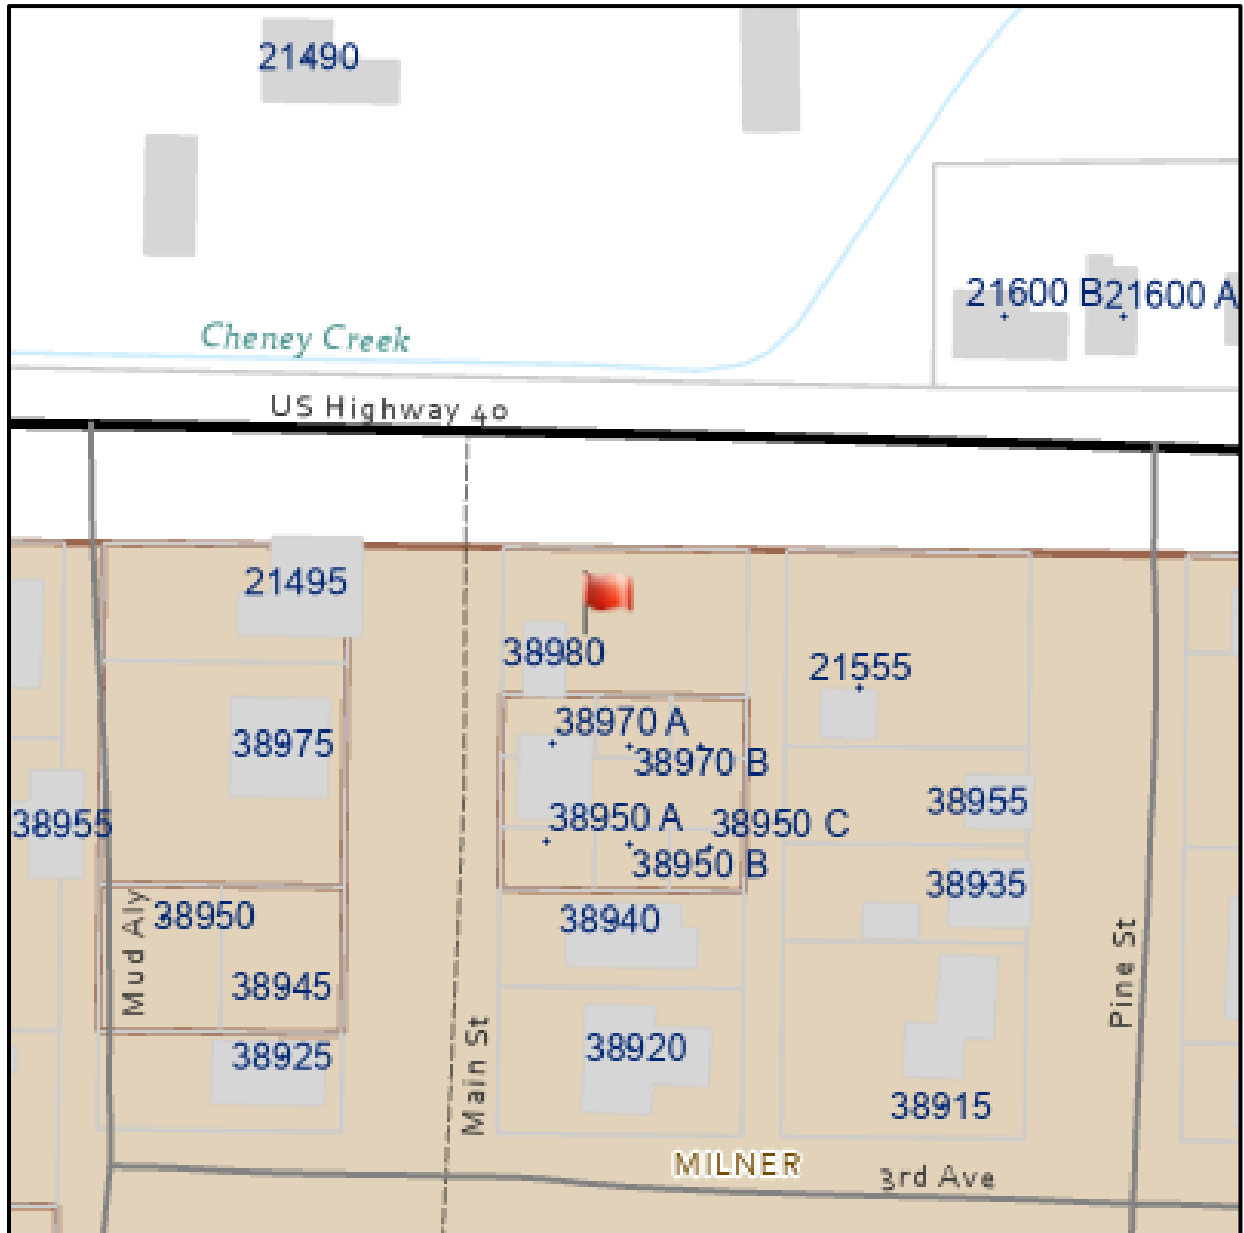 21490
21600 B
21600 A
Cheney Creek
US Highway 40
21495
38980
21555
38970 A
38975
38970 B
38955
38955
38950 A
38950 C
38950 B
38935
38950
38940
Mud Aly
38945
Pine St
38925
38920
Main St
38915
MILNER
3rd Ave